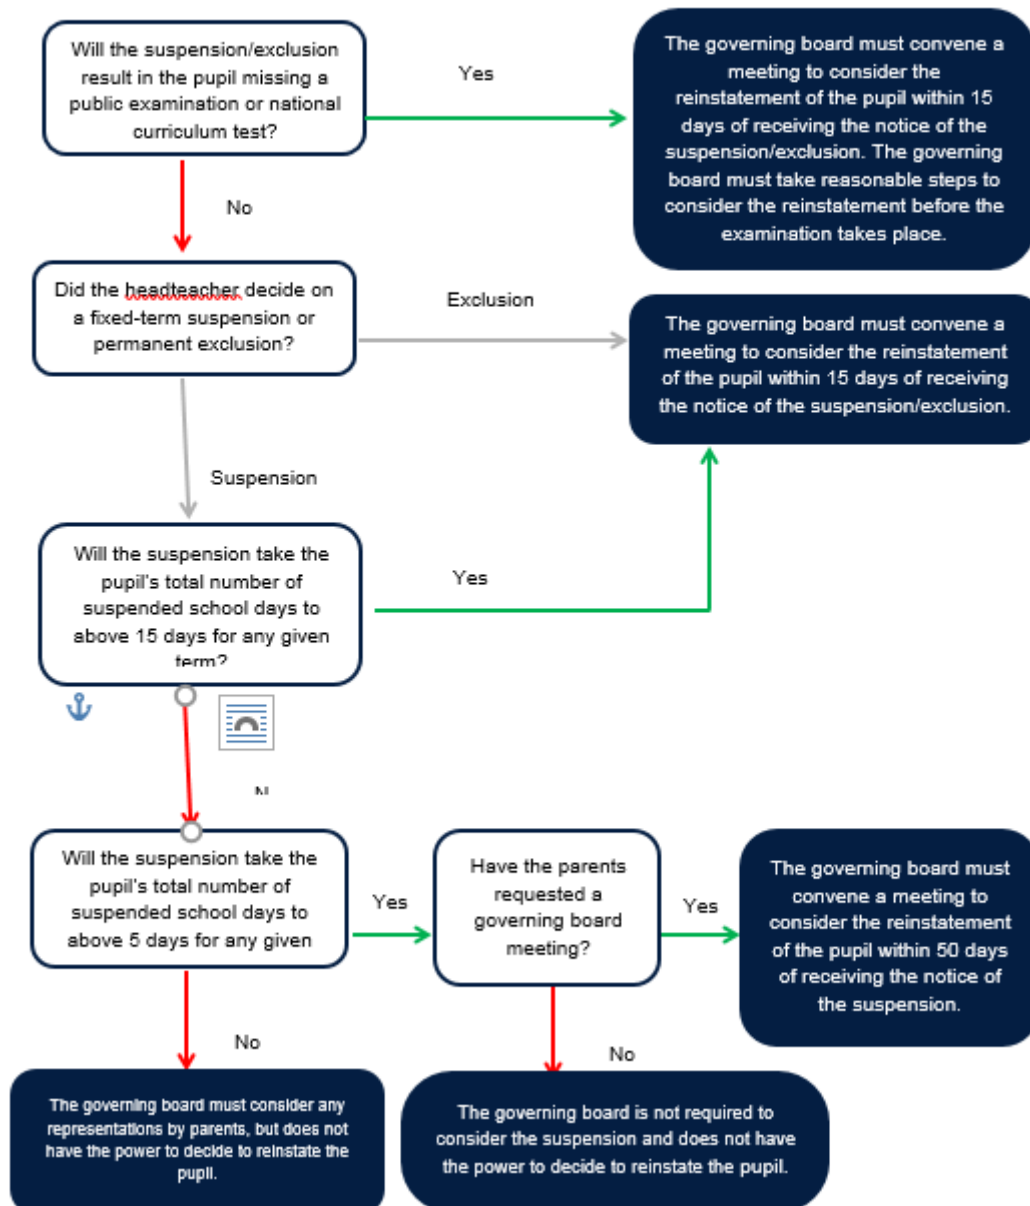 Will the suspension/exclusion
result in the pupil missing a
public examination or national
curriculum test?
Yes
The governing board must convene a
meeting to consider the
reinstatement of the pupil within 15
days of receiving the notice of the
suspension/exclusion. The governing
board must take reasonable steps to
consider the reinstatement before the
examination takes place.
No
Did the headteacher decide on
a fixed-term suspension or
permanent exclusion?
Exclusion
The governing board must convene a
meeting to consider the reinstatement
of the pupil within 15 days of receiving
the notice of the suspension/exclusion.
Suspension
Will the suspension take the
pupil's total number of
suspended school days to
above 15 days for any given
term?
Yes
Will the suspension take the
pupil's total number of
suspended school days to
above 5 days for any given
Yes
Have the parents
requested a
governing board
meeting?
Yes
The governing board must
convene a meeting to
consider the reinstatement
of the pupil within 50 days
of receiving the notice of
the suspension.
No
The governing board must consider any
representations by parents, but does not
have the power to decide to reinstate the
pupil.
No
The governing board is not required to
consider the suspension and does not have
the power to decide to reinstate the pupil.